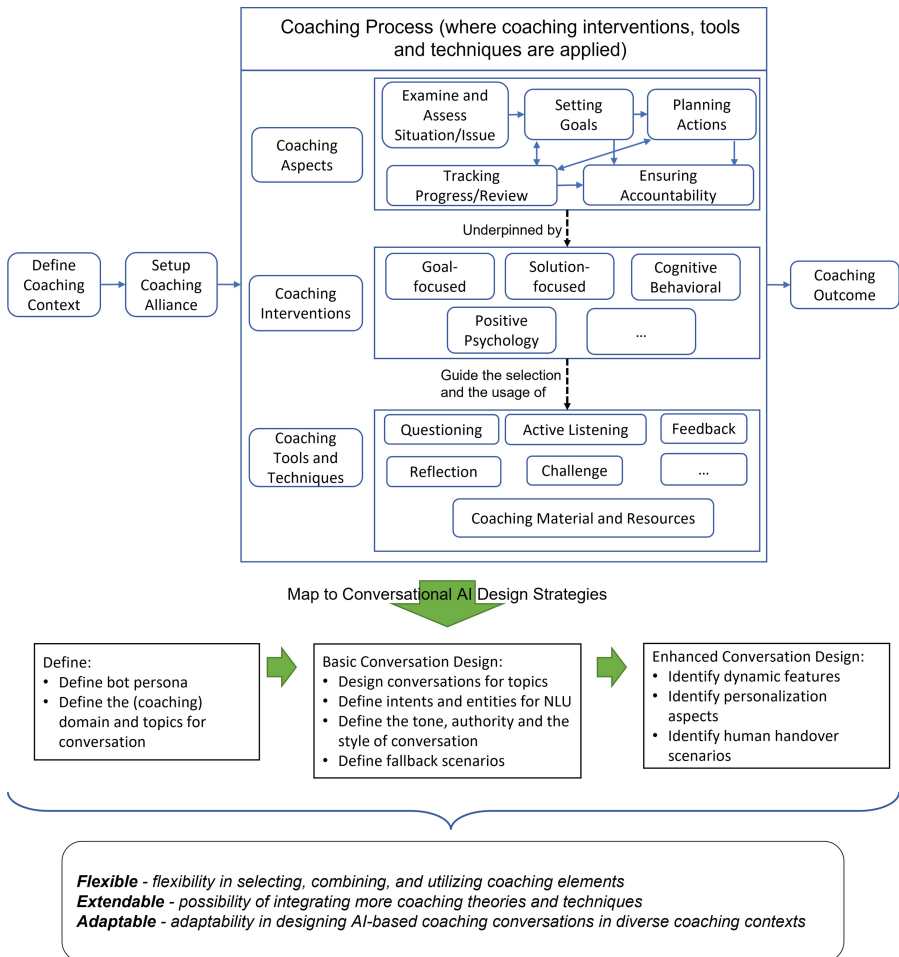 Coaching Process (where coaching interventions, tools
and techniques are applied)
Define
Coaching
Context
Setup
Coaching
Alliance
Coaching
Aspects
Examine and
Assess
Situation/Issue
Setting
Goals
Planning
Actions
Tracking
Progress/Review
Ensuring
Accountability
Underpinned by
Coaching
Interventions
Goal-
focused
Solution-
focused
Cognitive
Behavioral
Positive
Psychology
...
Guide the selection
and the usage of
Coaching
Tools and
Techniques
Questioning
Active Listening
Feedback
Reflection
Challenge
...
Coaching Material and Resources
Coaching
Outcome
Map to Conversational AI Design Strategies
Define:
• Define bot persona
• Define the (coaching)
domain and topics for
conversation
Basic Conversation Design:
• Design conversations for topics
• Define intents and entities for NLU
• Define the tone, authority and the
style of conversation
• Define fallback scenarios
Enhanced Conversation Design:
• Identify dynamic features
• Identify personalization
aspects
• Identify human handover
scenarios
Flexible - flexibility in selecting, combining, and utilizing coaching elements
Extendable - possibility of integrating more coaching theories and techniques
Adaptable - adaptability in designing AI-based coaching conversations in diverse coaching contexts